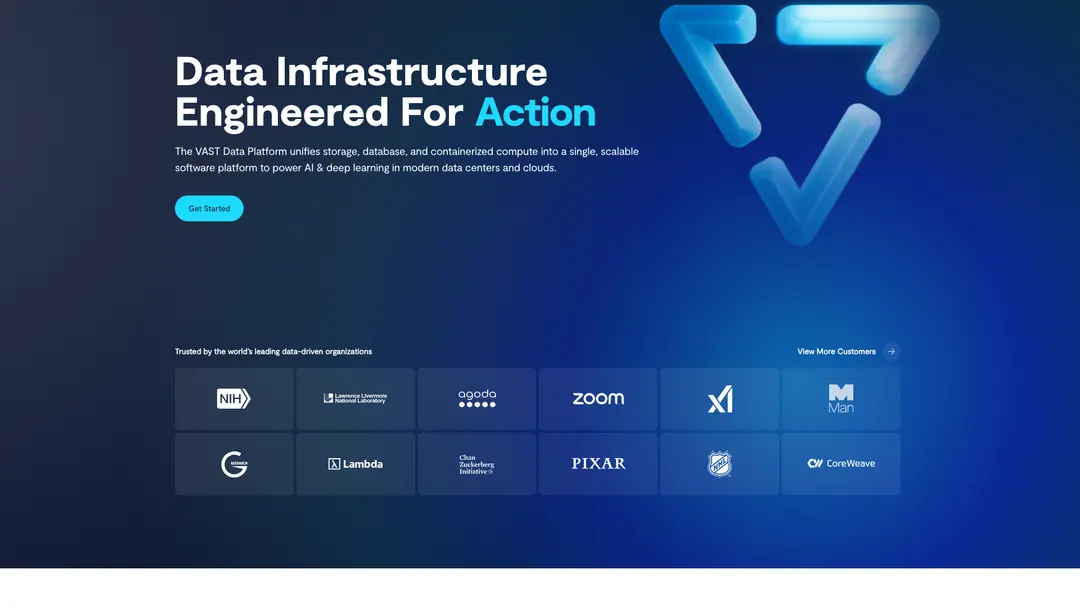 Data Infrastructure
Engineered For Action
The VAST Data Platform unifies storage, database, and containerized compute into a single, scalable
software platform to power AI & deep learning in modern data centers and clouds.
Get Started
Trusted by the world's leading data-driven organizations
View More Customers
NIH
Lawrence Livermore
National Laboratory
agoda
zoom
xAI
Man
G RESEARCH
Lambda
Chan
Zuckerberg
Initiative
PIXAR
NHL
CoreWeave